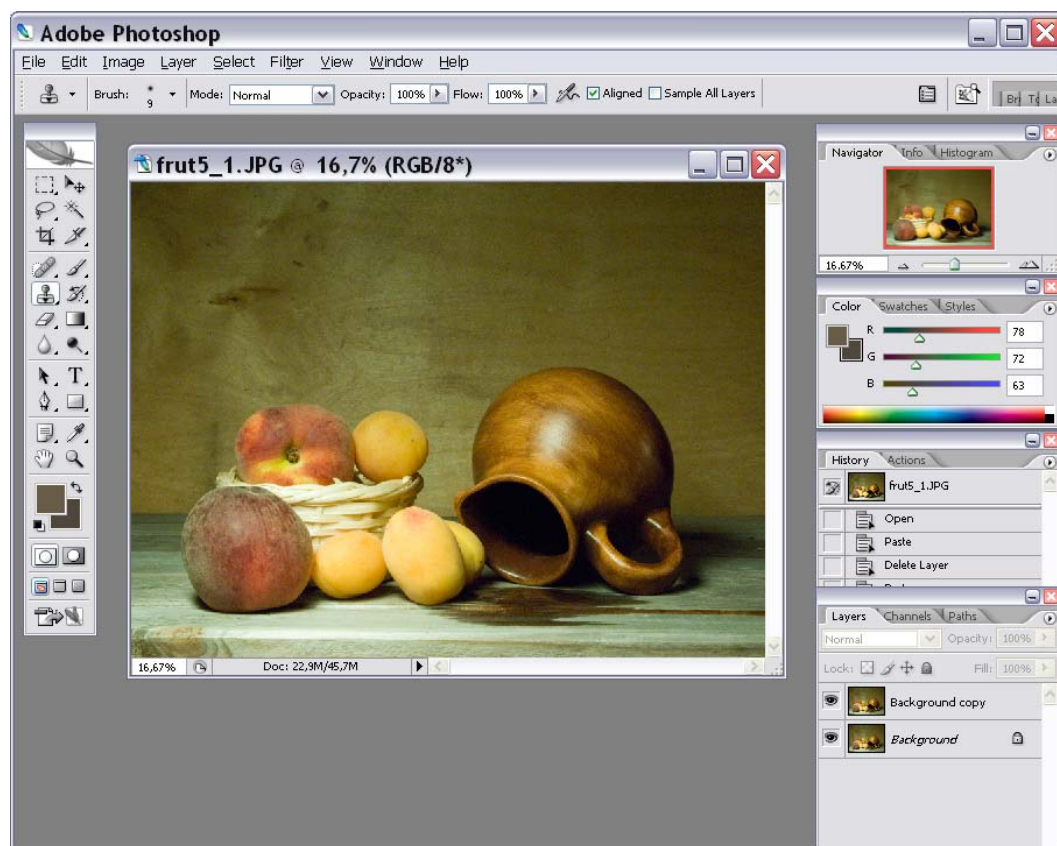 Adobe Photoshop
File Edit Image Layer Select Filter View Window Help
Brush: 9 Mode: Normal Opacity: 100% Flow: 100% Aligned Sample All Layers
frut5_1.JPG @ 16,7% (RGB/8*)
Navigator Info Histogram
16.67%
Color Swatches Styles
R 78
G 72
B 63
History Actions
frut5_1.JPG
Open
Paste
Delete Layer
Layers Channels Paths
Normal Opacity: 100%
Lock: Fill: 100%
Background copy
Background
16,67% Doc: 22,9M/45,7M